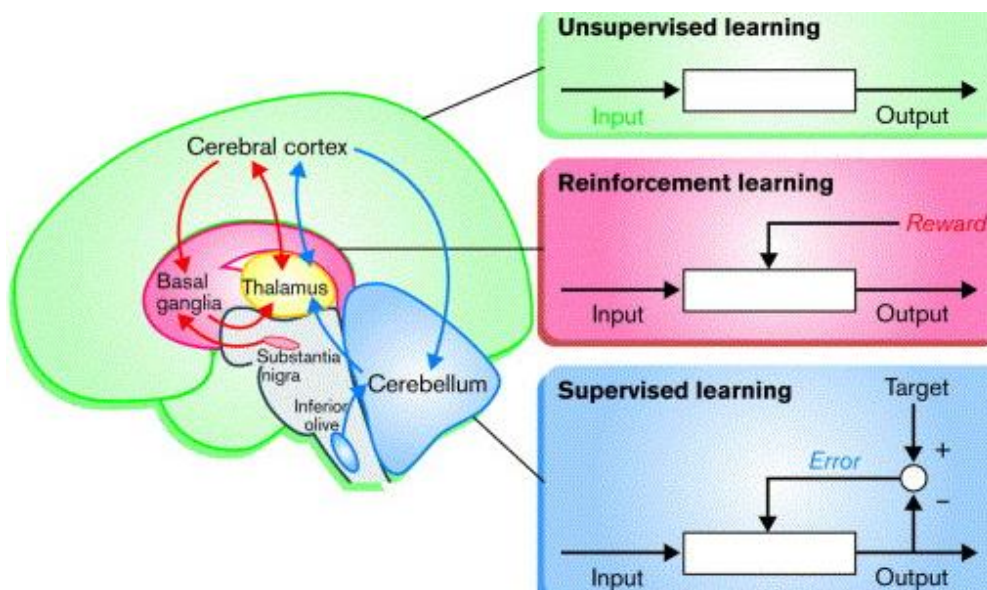 Cerebral cortex
Basal
ganglia
Thalamus
Substantia
nigra
Cerebellum
Inferior
olive
Unsupervised learning
Input
Output
Reinforcement learning
Reward
Input
Output
Supervised learning
Target
Error
+
−
Input
Output